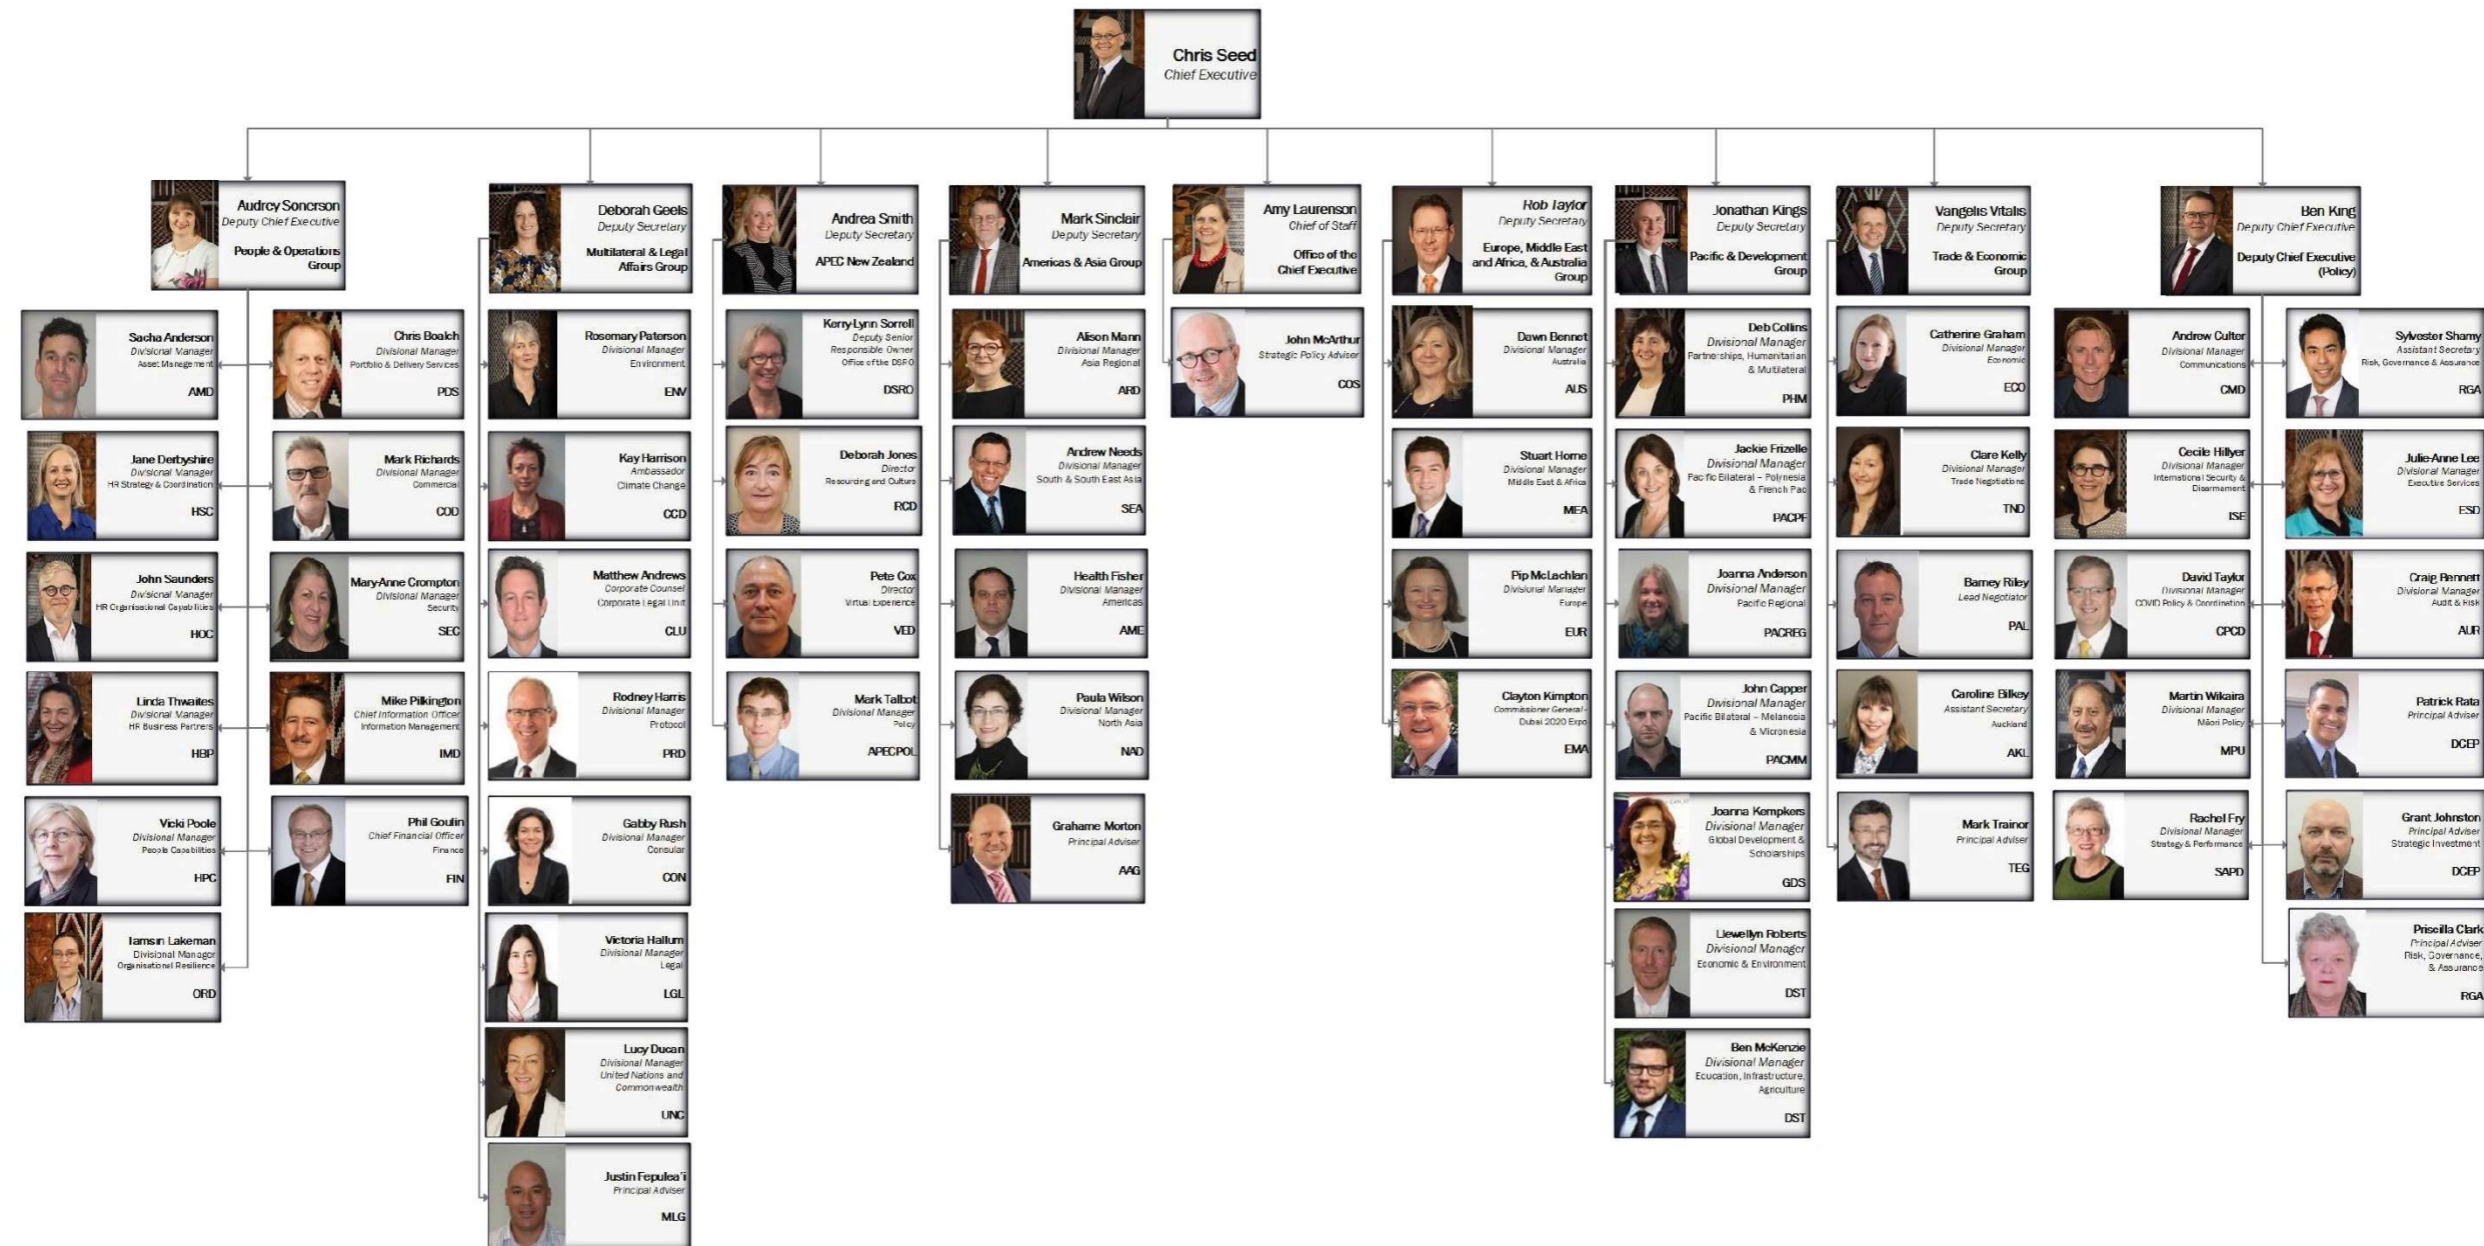 Chris Seed
Chief Executive
Audrey Sonerson
Deputy Chief Executive
People & Operations
Group
Deborah Geels
Deputy Secretary
Multilateral & Legal
Affairs Group
Andrea Smith
Deputy Secretary
APEC New Zealand
Mark Sinclair
Deputy Secretary
Americas & Asia Group
Amy Laurenson
Chief of Staff
Office of the
Chief Executive
Rob Taylor
Deputy Secretary
Europe, Middle East
and Africa, & Australia
Group
Jonathan Kings
Deputy Secretary
Pacific & Development
Group
Vangelis Vitalis
Deputy Secretary
Trade & Economic
Group
Ben King
Deputy Chief Executive
Deputy Chief Executive
(Policy)
Sacha Anderson
Divisional Manager
Asset Management
AMD
Jane Derbyshire
Divisional Manager
HR Strategy & Coordination
HSC
John Saunders
Divisional Manager
HR Organisational Capabilities
HOC
Linda Thwaites
Divisional Manager
HR Business Partners
HBP
Vicki Poole
Divisional Manager
People Capabilities
HPC
Tamsin Lakeman
Divisional Manager
Organisational Resilience
ORD
Chris Boalch
Divisional Manager
Portfolio & Delivery Services
PDS
Mark Richards
Divisional Manager
Commercial
COD
Mary-Anne Crompton
Divisional Manager
Security
SEC
Mike Pilkington
Chief Information Officer
Information Management
IMD
Phil Goulin
Chief Financial Officer
Finance
FIN
Rosemary Paterson
Divisional Manager
Environment
ENV
Kay Harrison
Ambassador
Climate Change
CCD
Matthew Andrews
Corporate Counsel
Corporate Legal Unit
CLU
Rodney Harris
Divisional Manager
Protocol
PRD
Gabby Rush
Divisional Manager
Consular
CON
Victoria Hallum
Divisional Manager
Legal
LGL
Lucy Ducan
Divisional Manager
United Nations and
Commonwealth
UNC
Justin Fepulea'i
Principal Adviser
MLG
Kerry-Lynn Sorrell
Deputy Senior
Responsible Owner
Office of the DSRO
DSRO
Deborah Jones
Director
Resourcing and Culture
RCD
Pete Cox
Director
Virtual Experience
VED
Mark Talbot
Divisional Manager
Policy
APECPOL
Alison Mann
Divisional Manager
Asia Regional
ARD
Andrew Needs
Divisional Manager
South & South East Asia
SEA
Health Fisher
Divisional Manager
Americas
AME
Paula Wilson
Divisional Manager
North Asia
NAD
Grahame Morton
Principal Adviser
AAG
John McArthur
Strategic Policy Adviser
COS
Dawn Bennet
Divisional Manager
Australia
AUS
Stuart Horne
Divisional Manager
Middle East & Africa
MEA
Pip McLachlan
Divisional Manager
Europe
EUR
Clayton Kimpton
Commissioner General -
Dubai 2020 Expo
EMA
Deb Collins
Divisional Manager
Partnerships, Humanitarian
& Multilateral
PHM
Jackie Frizelle
Divisional Manager
Pacific Bilateral – Polynesia
& French Pac
PACPF
Joanna Anderson
Divisional Manager
Pacific Regional
PACREG
John Capper
Divisional Manager
Pacific Bilateral – Melanesia
& Micronesia
PACMM
Joanna Kempkers
Divisional Manager
Global Development &
Scholarships
GDS
Llewellyn Roberts
Divisional Manager
Economic & Environment
DST
Ben McKenzie
Divisional Manager
Education, Infrastructure,
Agriculture
DST
Catherine Graham
Divisional Manager
Economic
ECO
Clare Kelly
Divisional Manager
Trade Negotiations
TND
Barney Riley
Lead Negotiator
PAL
Caroline Bilkey
Assistant Secretary
Auckland
AKL
Mark Trainor
Principal Adviser
TEG
Andrew Culter
Divisional Manager
Communications
CMD
Cecile Hillyer
Divisional Manager
International Security &
Disarmament
ISE
David Taylor
Divisional Manager
COVID Policy & Coordination
CPCD
Martin Wikaira
Divisional Manager
Māori Policy
MPU
Rachel Fry
Divisional Manager
Strategy & Performance
SAPD
Sylvester Shamy
Assistant Secretary
Risk, Governance & Assurance
RGA
Julie-Anne Lee
Divisional Manager
Executive Services
ESD
Craig Bennett
Divisional Manager
Audit & Risk
AUR
Patrick Rata
Principal Adviser
DCEP
Grant Johnston
Principal Adviser
Strategic Investment
DCEP
Priscilla Clark
Principal Adviser
Risk, Governance,
& Assurance
RGA